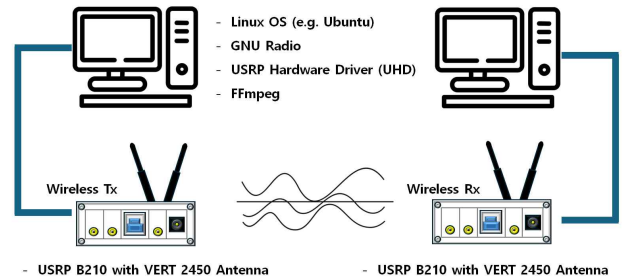 - Linux OS (e.g. Ubuntu)
- GNU Radio
- USRP Hardware Driver (UHD)
- FFmpeg
Wireless Tx
Wireless Rx
- USRP B210 with VERT 2450 Antenna
- USRP B210 with VERT 2450 Antenna